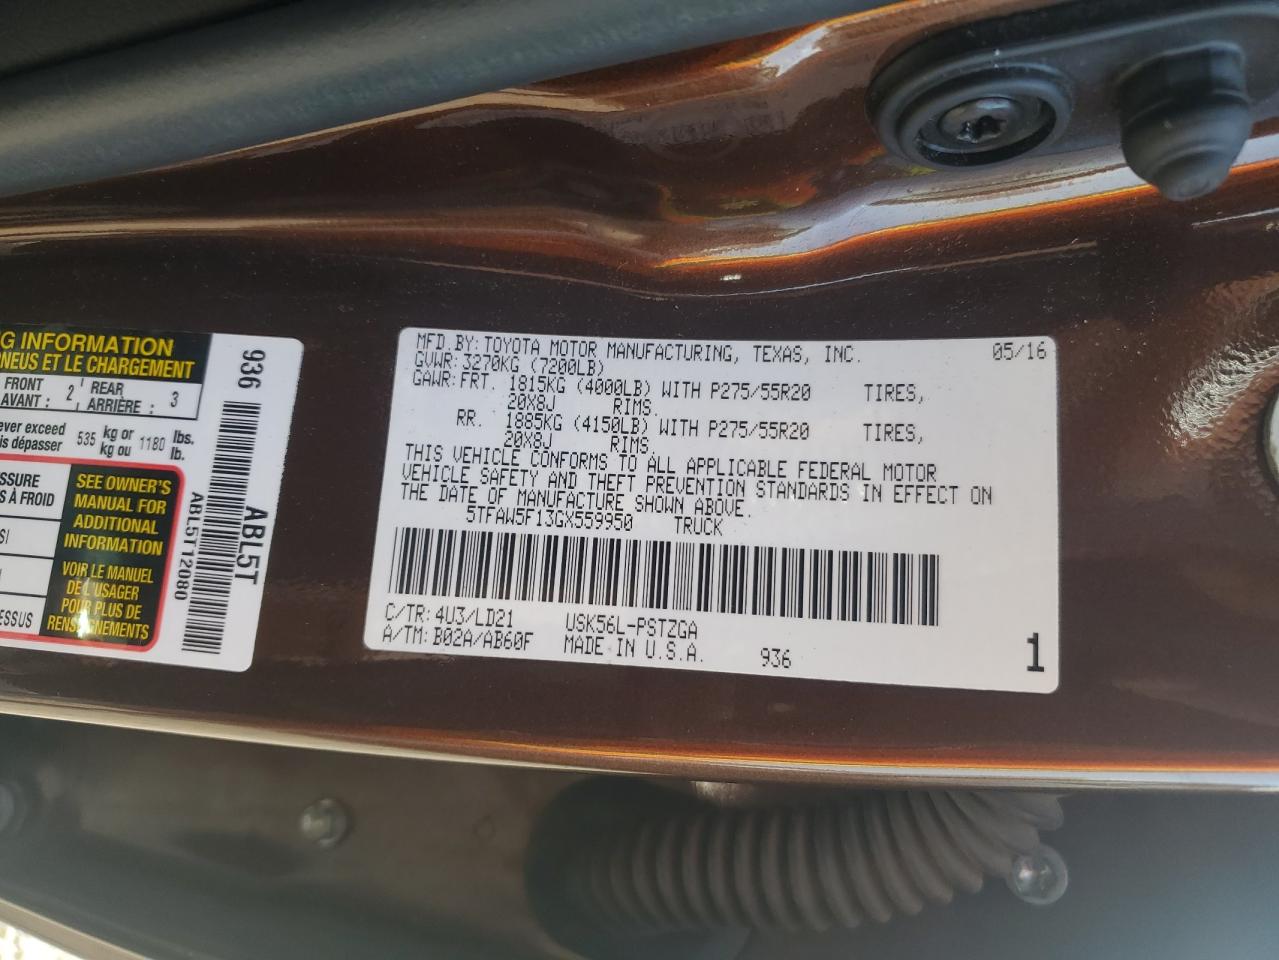 G INFORMATION
RNEUS ET LE CHARGEMENT
FRONT
AVANT : 2
REAR
ARRIÈRE : 3
ever exceed
is dépasser
535 kg or
kg ou 1180 lbs.
lb.
SSURE
S À FROID
SI
ESSUS
SEE OWNER'S
MANUAL FOR
ADDITIONAL
INFORMATION
VOIR LE MANUEL
DE L'USAGER
POUR PLUS DE
RENSEIGNEMENTS
936
ABL5T
ABL5T12080
MFD.BY:TOYOTA MOTOR MANUFACTURING, TEXAS, INC. 05/16
GVWR:3270KG (7200LB)
GAWR:FRT. 1815KG (4000LB) WITH P275/55R20 TIRES,
20X8J RIMS.
RR. 1885KG (4150LB) WITH P275/55R20 TIRES,
20X8J RIMS.
THIS VEHICLE CONFORMS TO ALL APPLICABLE FEDERAL MOTOR
VEHICLE SAFETY AND THEFT PREVENTION STANDARDS IN EFFECT ON
THE DATE OF MANUFACTURE SHOWN ABOVE.
5TFAW5F13GX559950 TRUCK
C/TR: 4U3/LD21 USK56L-PSTZGA
A/TM: B02A/AB60F MADE IN U.S.A. 936
1